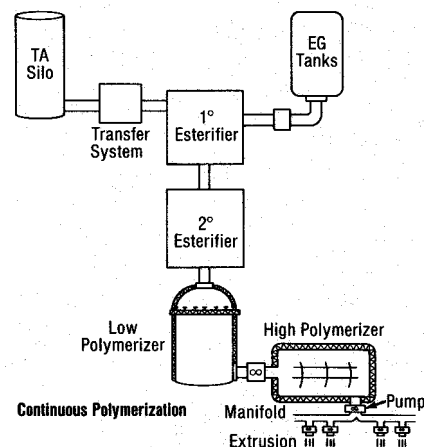 TA
Silo
EG
Tanks
Transfer
System
1°
Esterifier
2°
Esterifier
Low
Polymerizer
High Polymerizer
Pump
Manifold
Continuous Polymerization
Extrusion